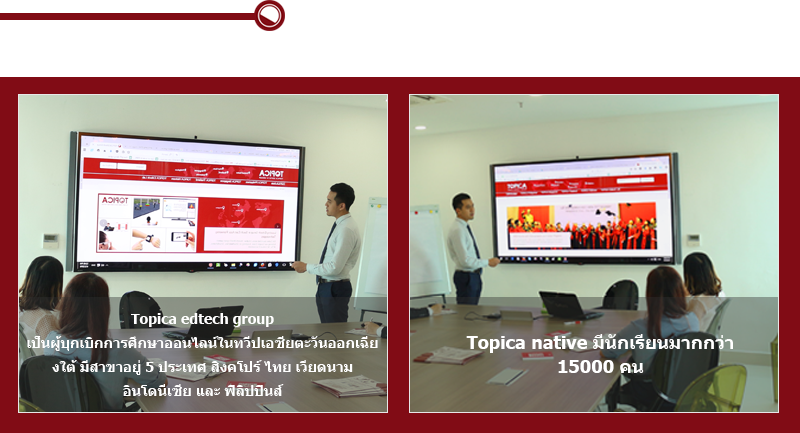 TOPICA
Topica edtech group
เป็นผู้บุกเบิกการศึกษาออนไลน์ในทวีปเอเชียตะวันออกเฉีย
งใต้ มีสาขาอยู่ 5 ประเทศ สิงคโปร์ ไทย เวียดนาม
อินโดนีเซีย และ ฟิลิปปินส์
TOPICA
Topica native มีนักเรียนมากกว่า
15000 คน